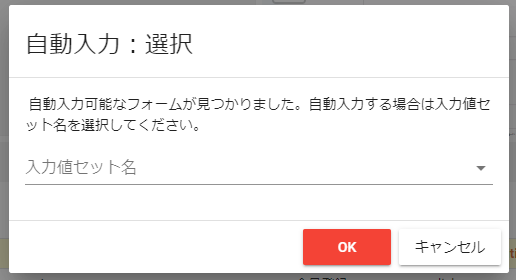 自動入力：選択
自動入力可能なフォームが見つかりました。自動入力する場合は入力値セ
ット名を選択してください。
入力値セット名
OK
キャンセル